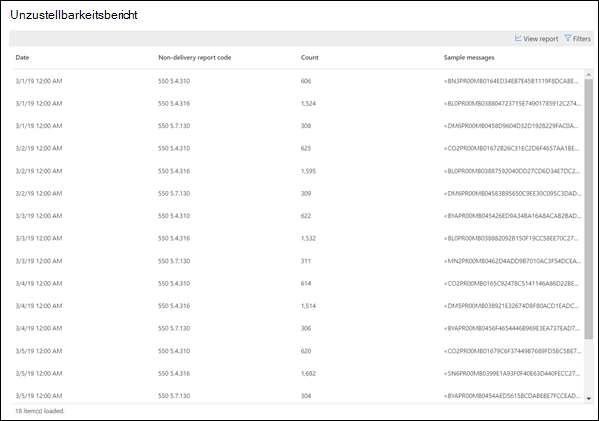 Unzustellbarkeitsbericht
View report Filters
Date Non-delivery report code Count Sample messages
3/1/19 12:00 AM 550 5.4.310 606 <BN3PR00MB0164ED34EB7E45B1119F8DCABE...
3/1/19 12:00 AM 550 5.4.316 1,524 <BL0PR00MB038804723715E74901785912C274...
3/1/19 12:00 AM 550 5.7.130 308 <DM6PR00MB0458D9604D32D1928229FAC0A...
3/2/19 12:00 AM 550 5.4.310 625 <CO2PR00MB01672B26C31EC2D6F4657AA1BE...
3/2/19 12:00 AM 550 5.4.316 1,595 <BL0PR00MB03887592040DD27CD6D34E7DC2...
3/2/19 12:00 AM 550 5.7.130 309 <DM6PR00MB04583B95650C9EE30C095C3DAD...
3/3/19 12:00 AM 550 5.4.310 622 <BYAPR00MB045426ED9A34BA16A8ACAB2BAD...
3/3/19 12:00 AM 550 5.4.316 1,532 <BL0PR00MB0388820928150F19CC58EE70C27...
3/3/19 12:00 AM 550 5.7.130 311 <MN2PR00MB0462D4ADD9B7010AC3F54DCEA...
3/4/19 12:00 AM 550 5.4.310 614 <CO2PR00MB0165C92478C5141146A86D22BE...
3/4/19 12:00 AM 550 5.4.316 1,514 <DM5PR00MB038921E32674D8F80ACD1EADC...
3/4/19 12:00 AM 550 5.7.130 306 <BYAPR00MB0456F4654446B969E3EA737EAD7...
3/5/19 12:00 AM 550 5.4.310 620 <CO2PR00MB01679C6F37449B7689FD5BC5BE7...
3/5/19 12:00 AM 550 5.4.316 1,682 <SN6PR00MB0399E1A93F0F40E63D440FECC27...
3/5/19 12:00 AM 550 5.7.130 304 <BYAPR00MB0454AED5615BCDABEBE7FCCEAD...
18 item(s) loaded.